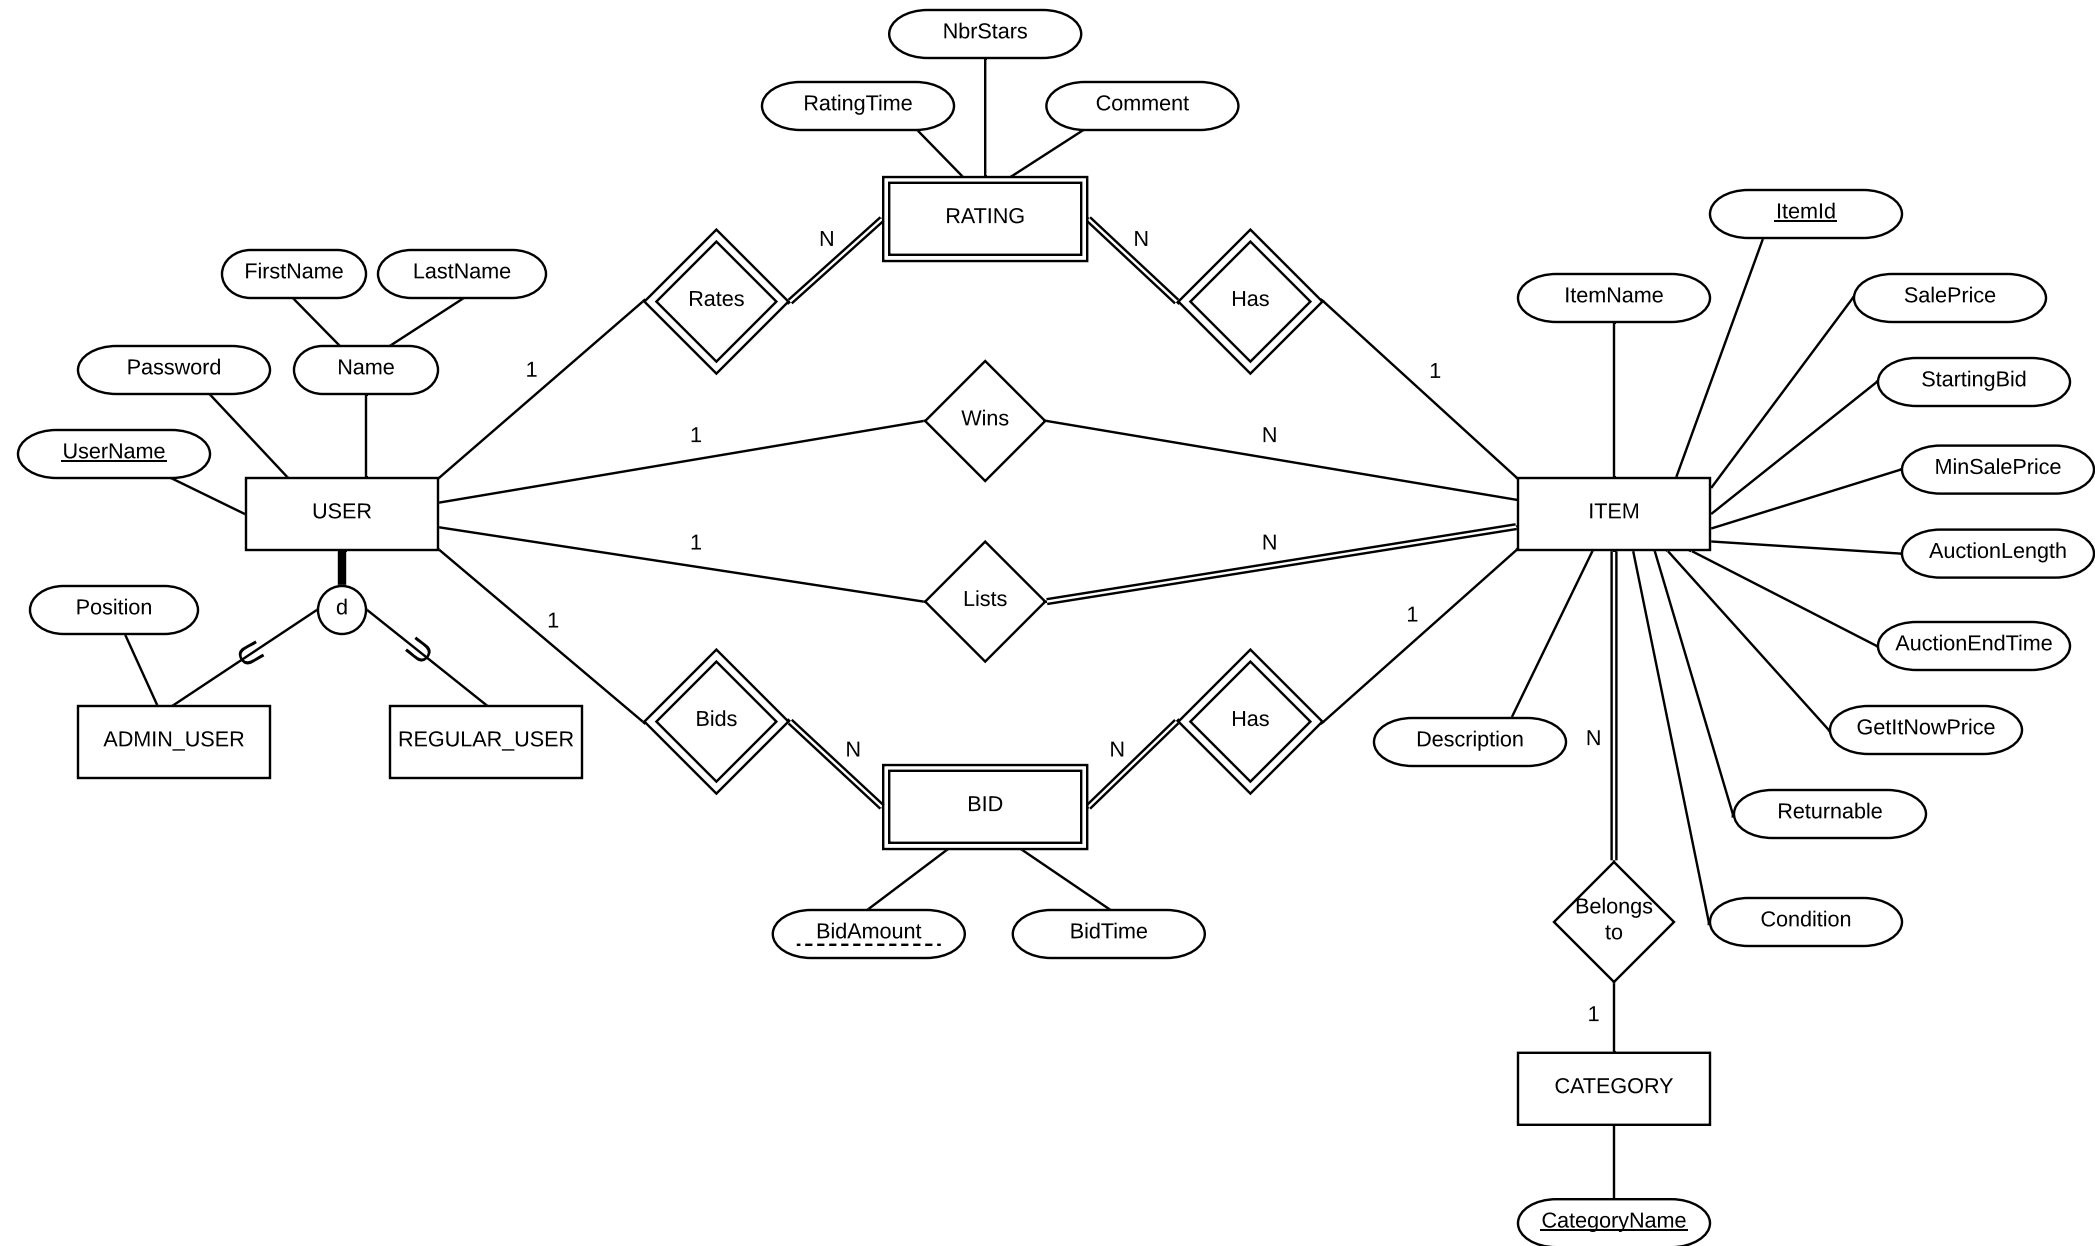 NbrStars
RatingTime
Comment
RATING
ItemId
N
N
FirstName
LastName
Rates
Has
ItemName
SalePrice
Password
Name
1
1
StartingBid
Wins
1
N
UserName
MinSalePrice
USER
ITEM
1
N
AuctionLength
Position
d
Lists
1
1
AuctionEndTime
Bids
Has
ADMIN_USER
REGULAR_USER
N
N
Description
N
GetItNowPrice
BID
Returnable
Belongs
to
Condition
BidAmount
BidTime
1
CATEGORY
CategoryName